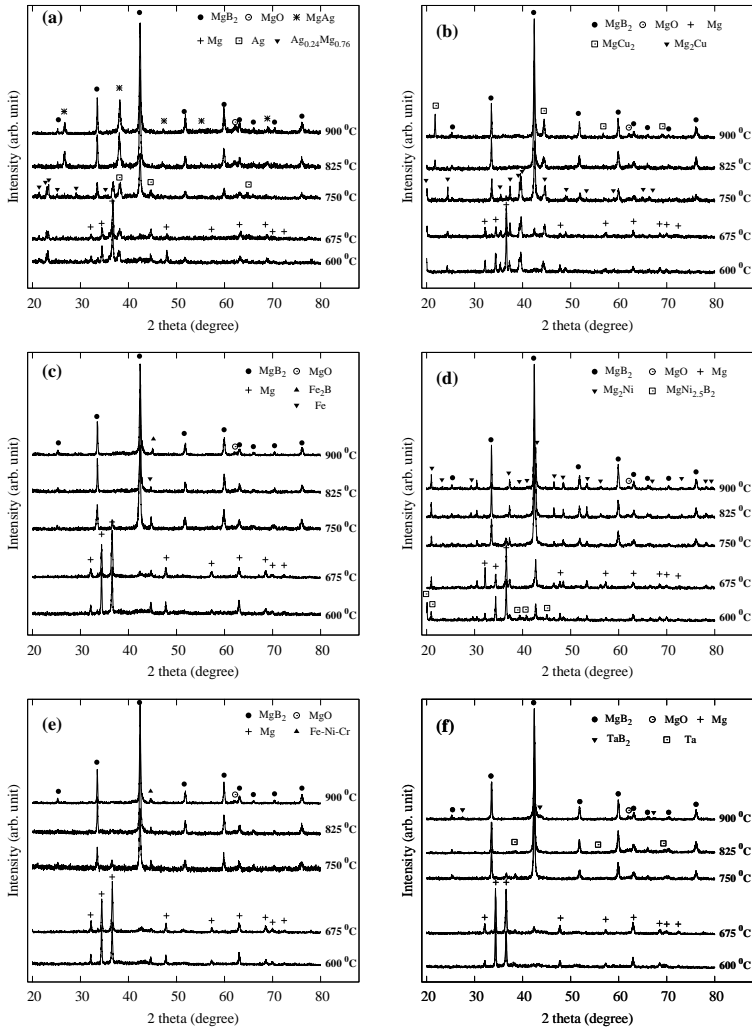 (a) MgB₂ MgO MgAg
Mg Ag Ag₀.₂₄Mg₀.₇₆
Intensity (arb. unit)
900 ⁰C
825 ⁰C
750 ⁰C
675 ⁰C
600 ⁰C
20 30 40 50 60 70 80
2 theta (degree)
(b) MgB₂ MgO Mg
MgCu₂ Mg₂Cu
Intensity (arb. unit)
900 ⁰C
825 ⁰C
750 ⁰C
675 ⁰C
600 ⁰C
20 30 40 50 60 70 80
2 theta (degree)
(c) MgB₂ MgO
Mg Fe₂B
Fe
Intensity (arb. unit)
900 ⁰C
825 ⁰C
750 ⁰C
675 ⁰C
600 ⁰C
20 30 40 50 60 70 80
2 theta (degree)
(d) MgB₂ MgO Mg
Mg₂Ni MgNi₂.₅B₂
Intensity (arb. unit)
900 ⁰C
825 ⁰C
750 ⁰C
675 ⁰C
600 ⁰C
20 30 40 50 60 70 80
2 theta (degree)
(e) MgB₂ MgO
Mg Fe-Ni-Cr
Intensity (arb. unit)
900 ⁰C
825 ⁰C
750 ⁰C
675 ⁰C
600 ⁰C
20 30 40 50 60 70 80
2 theta (degree)
(f) MgB₂ MgO Mg
TaB₂ Ta
Intensity (arb. unit)
900 ⁰C
825 ⁰C
750 ⁰C
675 ⁰C
600 ⁰C
20 30 40 50 60 70 80
2 theta (degree)